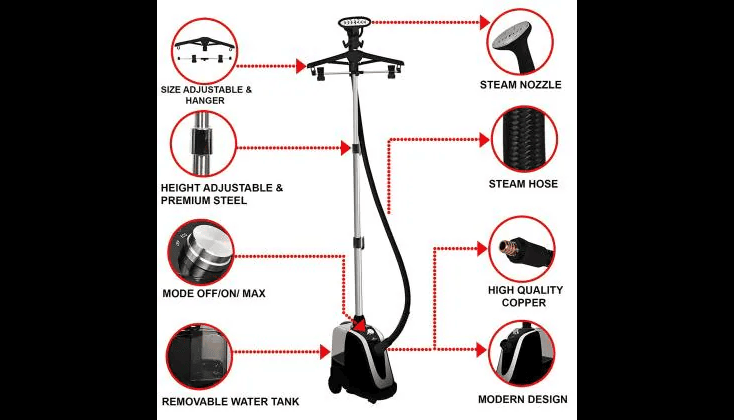 SIZE ADJUSTABLE &
HANGER
HEIGHT ADJUSTABLE &
PREMIUM STEEL
MODE OFF/ON/ MAX
REMOVABLE WATER TANK
STEAM NOZZLE
STEAM HOSE
HIGH QUALITY
COPPER
MODERN DESIGN